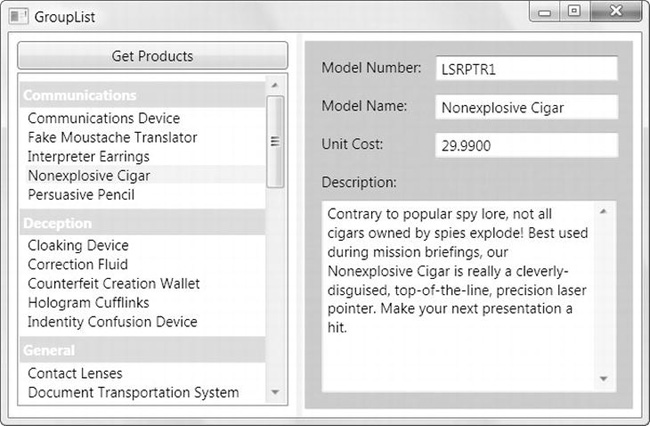 GroupList
Get Products
Communications
Communications Device
Fake Moustache Translator
Interpreter Earrings
Nonexplosive Cigar
Persuasive Pencil
Deception
Cloaking Device
Correction Fluid
Counterfeit Creation Wallet
Hologram Cufflinks
Indentity Confusion Device
General
Contact Lenses
Document Transportation System
Model Number: LSRPTR1
Model Name: Nonexplosive Cigar
Unit Cost: 29.9900
Description:
Contrary to popular spy lore, not all
cigars owned by spies explode! Best used
during mission briefings, our
Nonexplosive Cigar is really a cleverly-
disguised, top-of-the-line, precision laser
pointer. Make your next presentation a
hit.